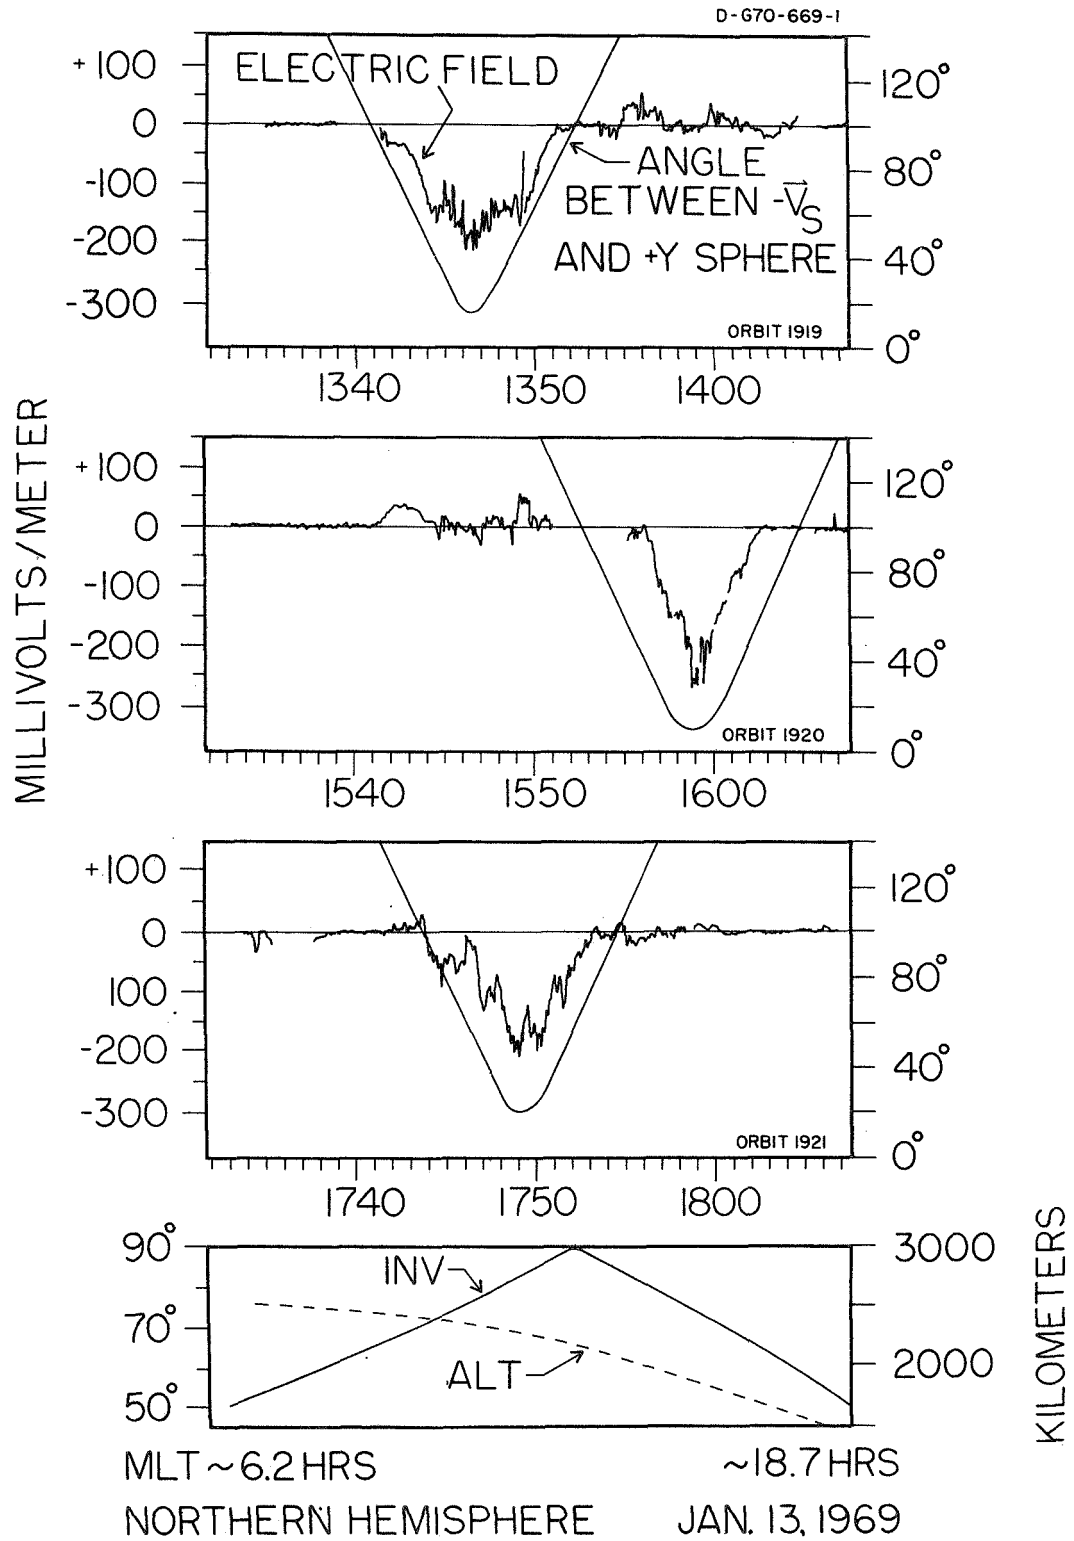 D-G70-669-1
MILLIVOLTS/METER
+100
0
-100
-200
-300
ELECTRIC FIELD
ANGLE
BETWEEN -V⃗S
AND +Y SPHERE
ORBIT 1919
120°
80°
40°
0°
1340 1350 1400
+100
0
-100
-200
-300
ORBIT 1920
120°
80°
40°
0°
1540 1550 1600
+100
0
100
-200
-300
ORBIT 1921
120°
80°
40°
0°
1740 1750 1800
90°
70°
50°
INV
ALT
3000
2000
KILOMETERS
MLT ~6.2 HRS ~18.7 HRS
NORTHERN HEMISPHERE JAN. 13, 1969